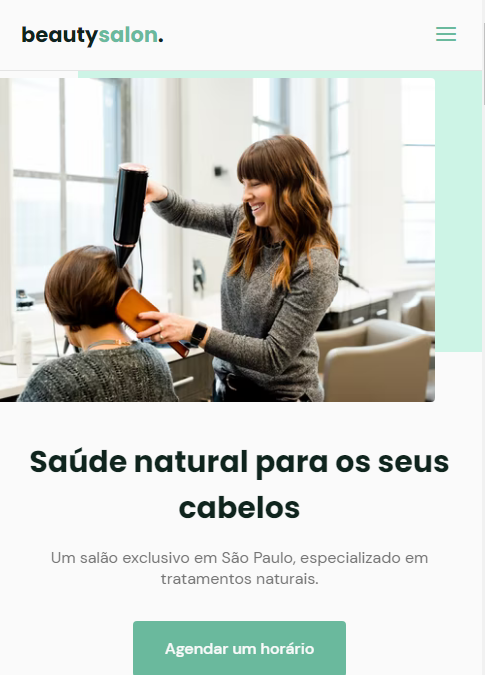 beautysalon.
Saúde natural para os seus
cabelos
Um salão exclusivo em São Paulo, especializado em
tratamentos naturais.
Agendar um horário